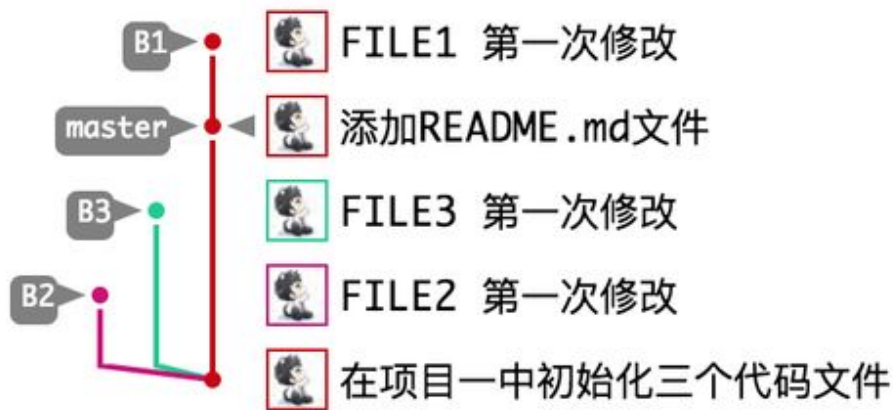 B1 FILE1 第一次修改
master 添加README.md文件
B3 FILE3 第一次修改
B2 FILE2 第一次修改
在项目一中初始化三个代码文件